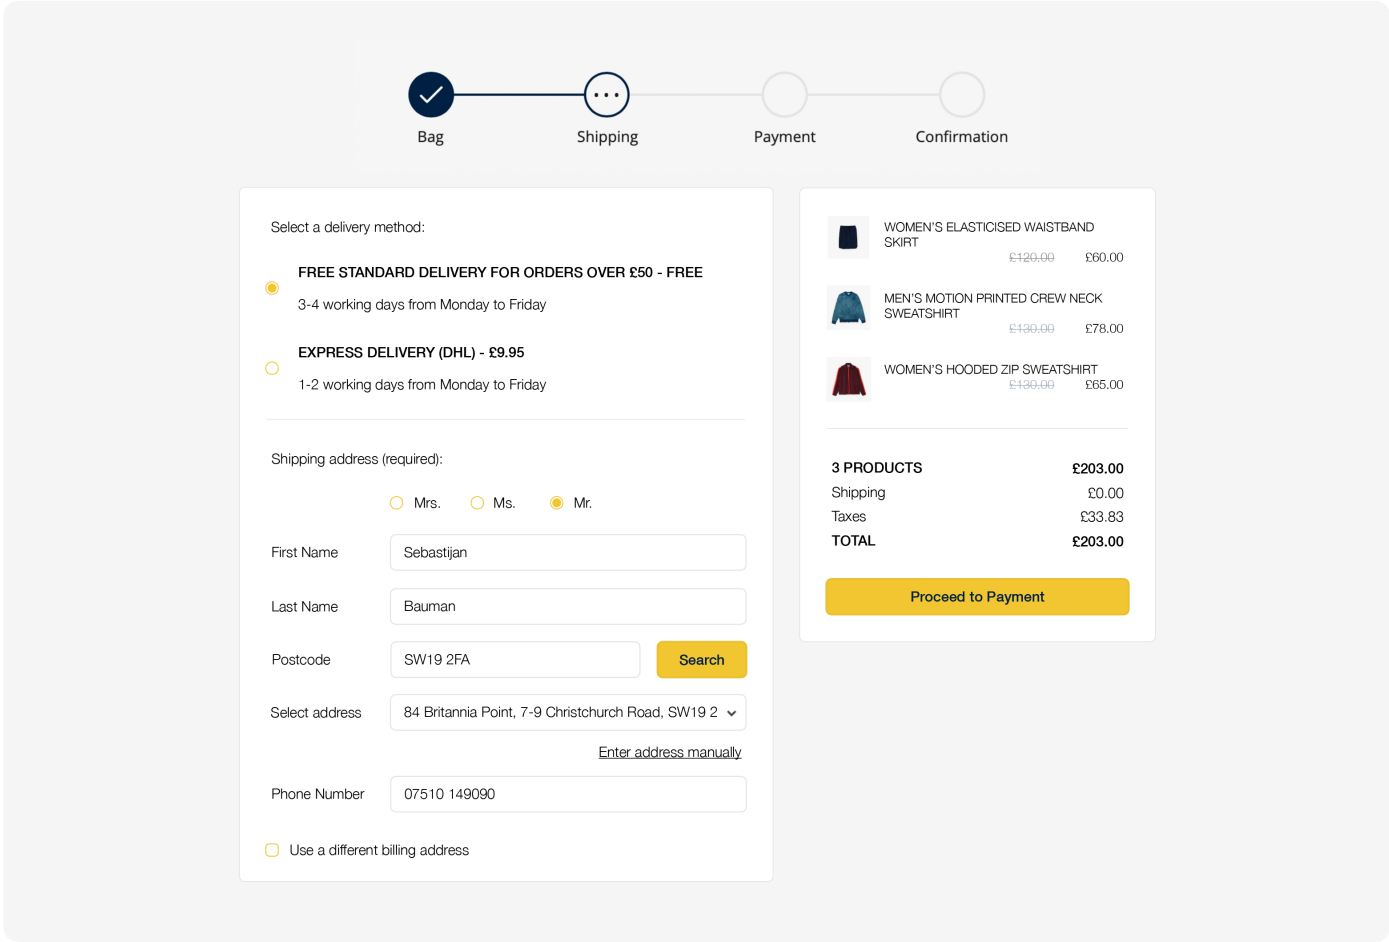 Bag
Shipping
Payment
Confirmation
Select a delivery method:
FREE STANDARD DELIVERY FOR ORDERS OVER £50 - FREE
3-4 working days from Monday to Friday
EXPRESS DELIVERY (DHL) - £9.95
1-2 working days from Monday to Friday
Shipping address (required):
Mrs. Ms. Mr.
First Name Sebastijan
Last Name Bauman
Postcode SW19 2FA Search
Select address 84 Britannia Point, 7-9 Christchurch Road, SW19 2
Enter address manually
Phone Number 07510 149090
Use a different billing address
WOMEN'S ELASTICISED WAISTBAND
SKIRT
£120.00 £60.00
MEN'S MOTION PRINTED CREW NECK
SWEATSHIRT
£130.00 £78.00
WOMEN'S HOODED ZIP SWEATSHIRT
£130.00 £65.00
3 PRODUCTS £203.00
Shipping £0.00
Taxes £33.83
TOTAL £203.00
Proceed to Payment